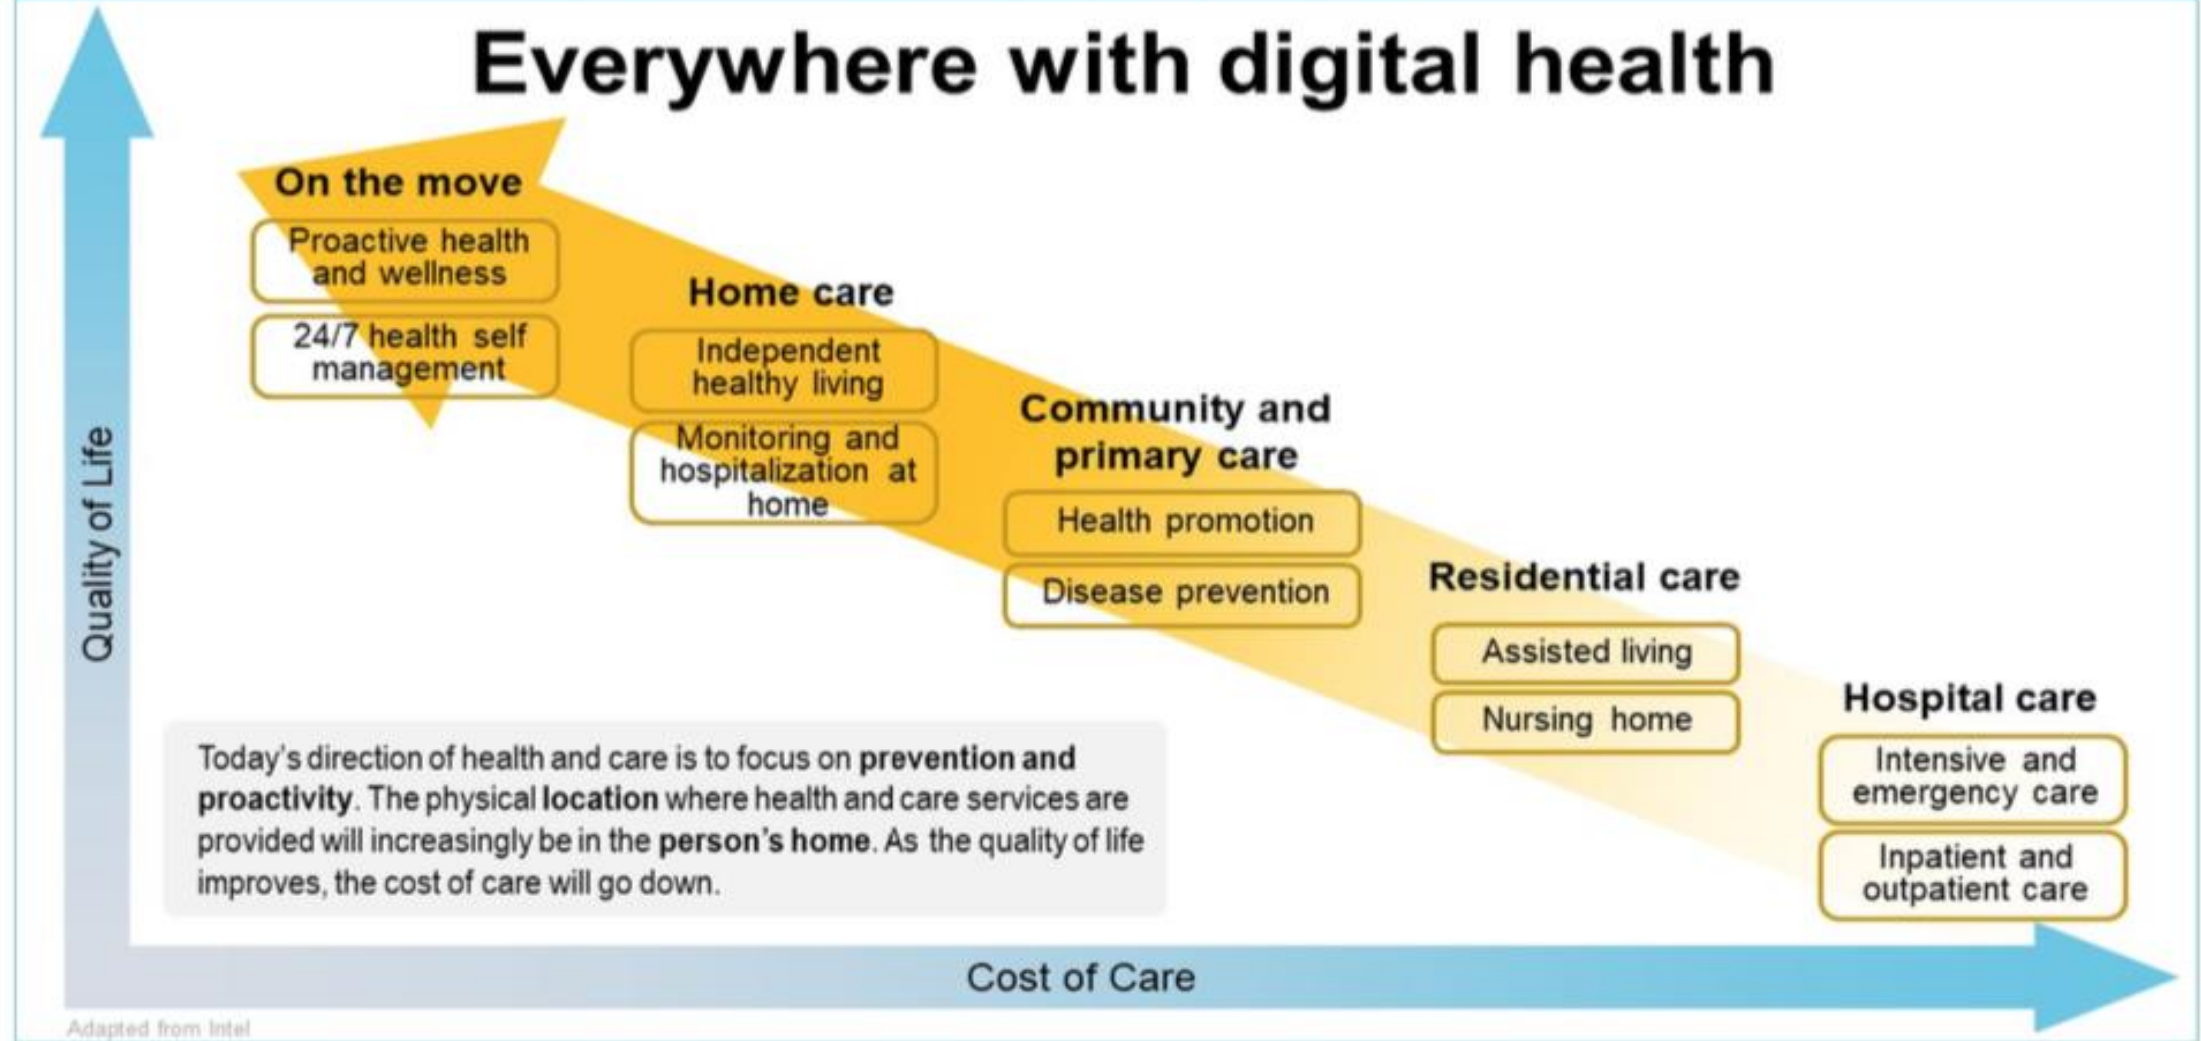 Everywhere with digital health
On the move
Proactive health
and wellness
24/7 health self
management
Home care
Independent
healthy living
Monitoring and
hospitalization at
home
Community and
primary care
Health promotion
Disease prevention
Residential care
Assisted living
Nursing home
Hospital care
Intensive and
emergency care
Inpatient and
outpatient care
Quality of Life
Today's direction of health and care is to focus on prevention and
proactivity. The physical location where health and care services are
provided will increasingly be in the person's home. As the quality of life
improves, the cost of care will go down.
Cost of Care
Adapted from Intel